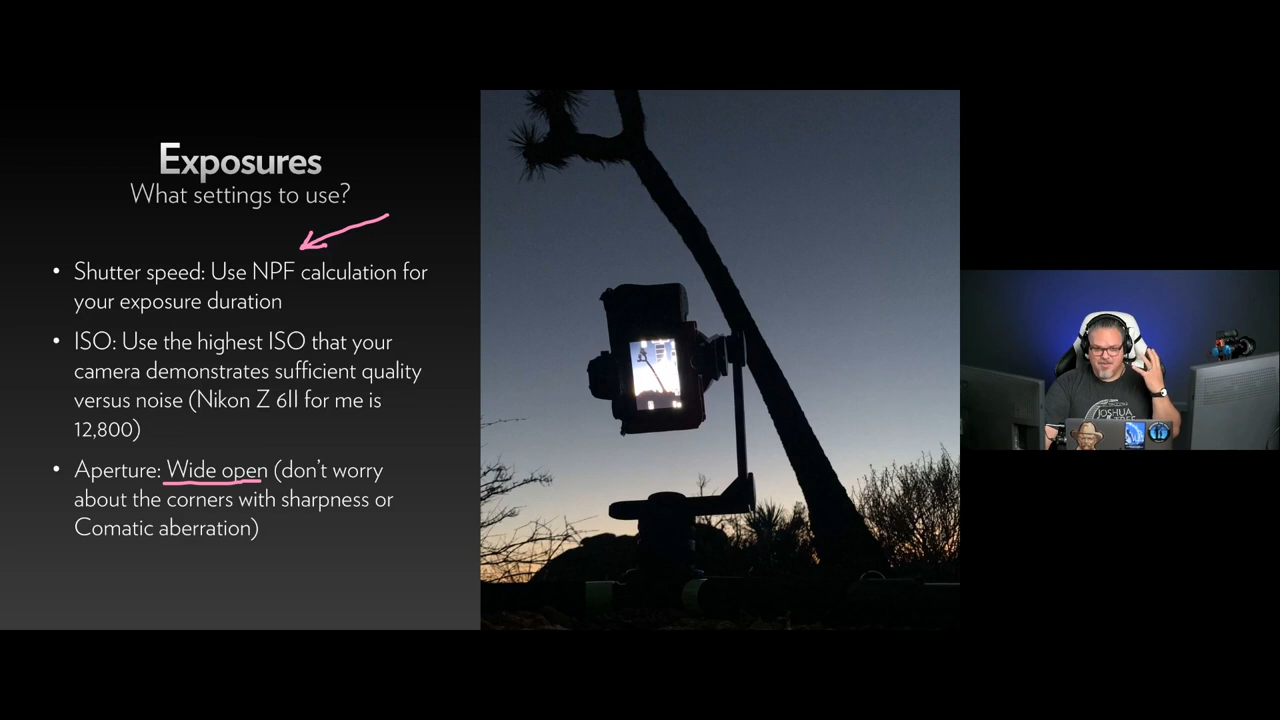 Exposures
What settings to use?
• Shutter speed: Use NPF calculation for
your exposure duration
• ISO: Use the highest ISO that your
camera demonstrates sufficient quality
versus noise (Nikon Z 6II for me is
12,800)
• Aperture: Wide open (don't worry
about the corners with sharpness or
Comatic aberration)
JOSHUA
TREE